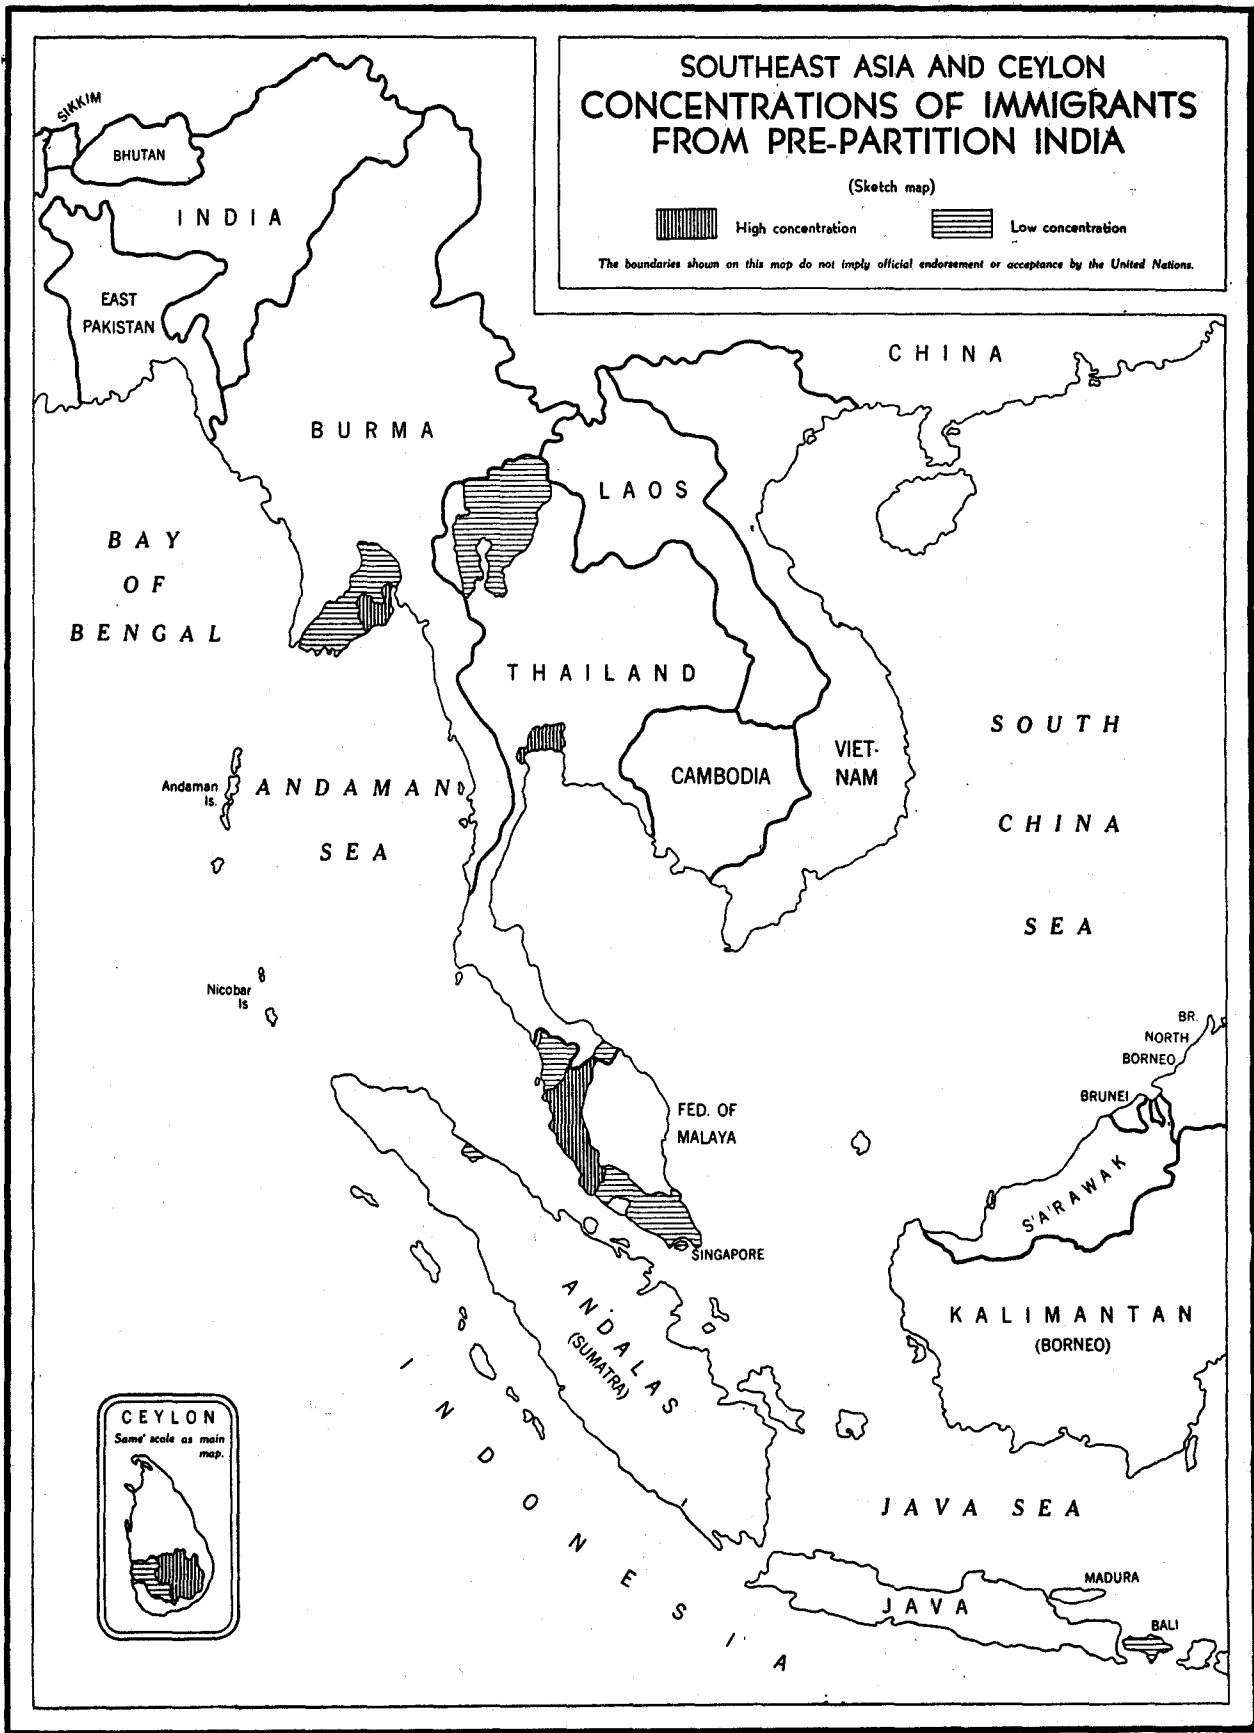 SOUTHEAST ASIA AND CEYLON
CONCENTRATIONS OF IMMIGRANTS
FROM PRE-PARTITION INDIA
(Sketch map)
High concentration
Low concentration
The boundaries shown on this map do not imply official endorsement or acceptance by the United Nations.
SIKKIM
BHUTAN
INDIA
EAST
PAKISTAN
CHINA
BURMA
LAOS
BAY
OF
BENGAL
THAILAND
SOUTH
CHINA
SEA
VIET-
NAM
CAMBODIA
Andaman
Is.
ANDAMAN
SEA
Nicobar
Is
BR.
NORTH
BORNEO
BRUNEI
FED. OF
MALAYA
S'A'RAWAK
SINGAPORE
ANDALAS
(SUMATRA)
KALIMANTAN
(BORNEO)
INDONESIA
CEYLON
Same' scale as main
map.
JAVA SEA
MADURA
JAVA
BALI